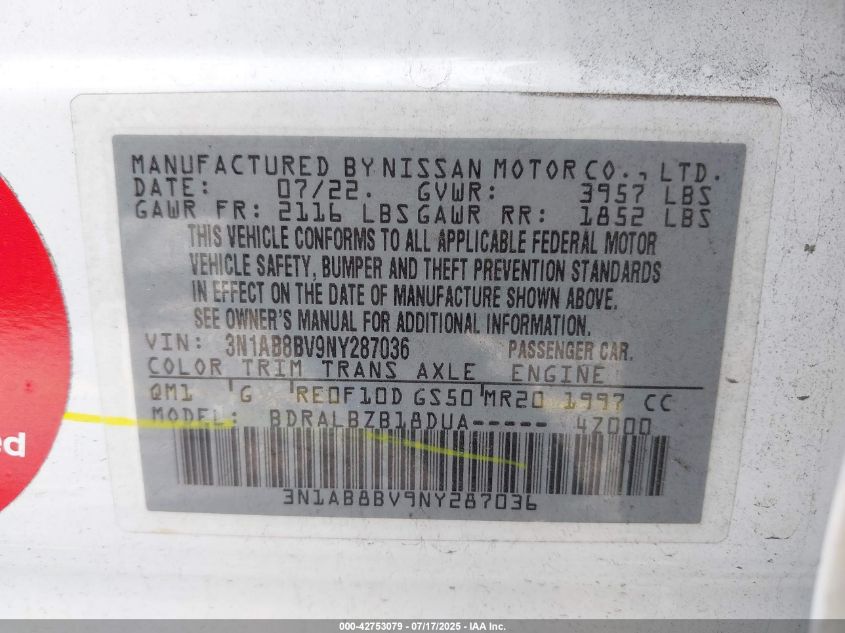 MANUFACTURED BY NISSAN MOTOR CO., LTD.
DATE: 07/22. GVWR: 3957 LBS
GAWR FR: 2116 LBS GAWR RR: 1852 LBS
THIS VEHICLE CONFORMS TO ALL APPLICABLE FEDERAL MOTOR
VEHICLE SAFETY, BUMPER AND THEFT PREVENTION STANDARDS
IN EFFECT ON THE DATE OF MANUFACTURE SHOWN ABOVE.
SEE OWNER'S MANUAL FOR ADDITIONAL INFORMATION.
VIN: 3N1AB8BV9NY287036 PASSENGER CAR.
COLOR TRIM TRANS AXLE ENGINE
QM1 G RE0F10D GS50 MR20 1997 CC
MODEL: BDRALBZB18DUA----- 47000
3N1AB8BV9NY287036
ed
000-42753079 - 07/17/2025 - IAA Inc.